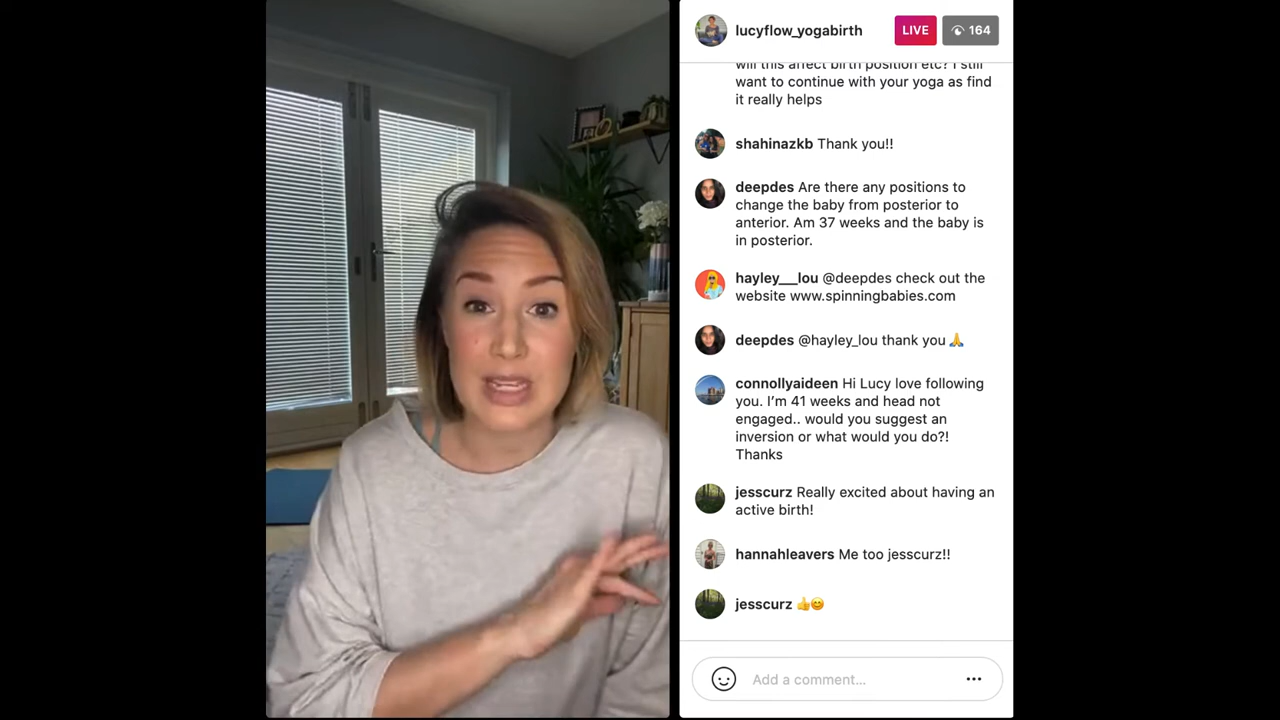 lucyflow_yogabirth
LIVE
164
will this affect birth position etc? I still
want to continue with your yoga as find
it really helps
shahinazkb Thank you!!
deepdes Are there any positions to
change the baby from posterior to
anterior. Am 37 weeks and the baby is
in posterior.
hayley___lou @deepdes check out the
website www.spinningbabies.com
deepdes @hayley_lou thank you 🙏
connollyaideen Hi Lucy love following
you. I’m 41 weeks and head not
engaged.. would you suggest an
inversion or what would you do?!
Thanks
jesscurz Really excited about having an
active birth!
hannahleavers Me too jesscurz!!
jesscurz 👍😊
Add a comment...